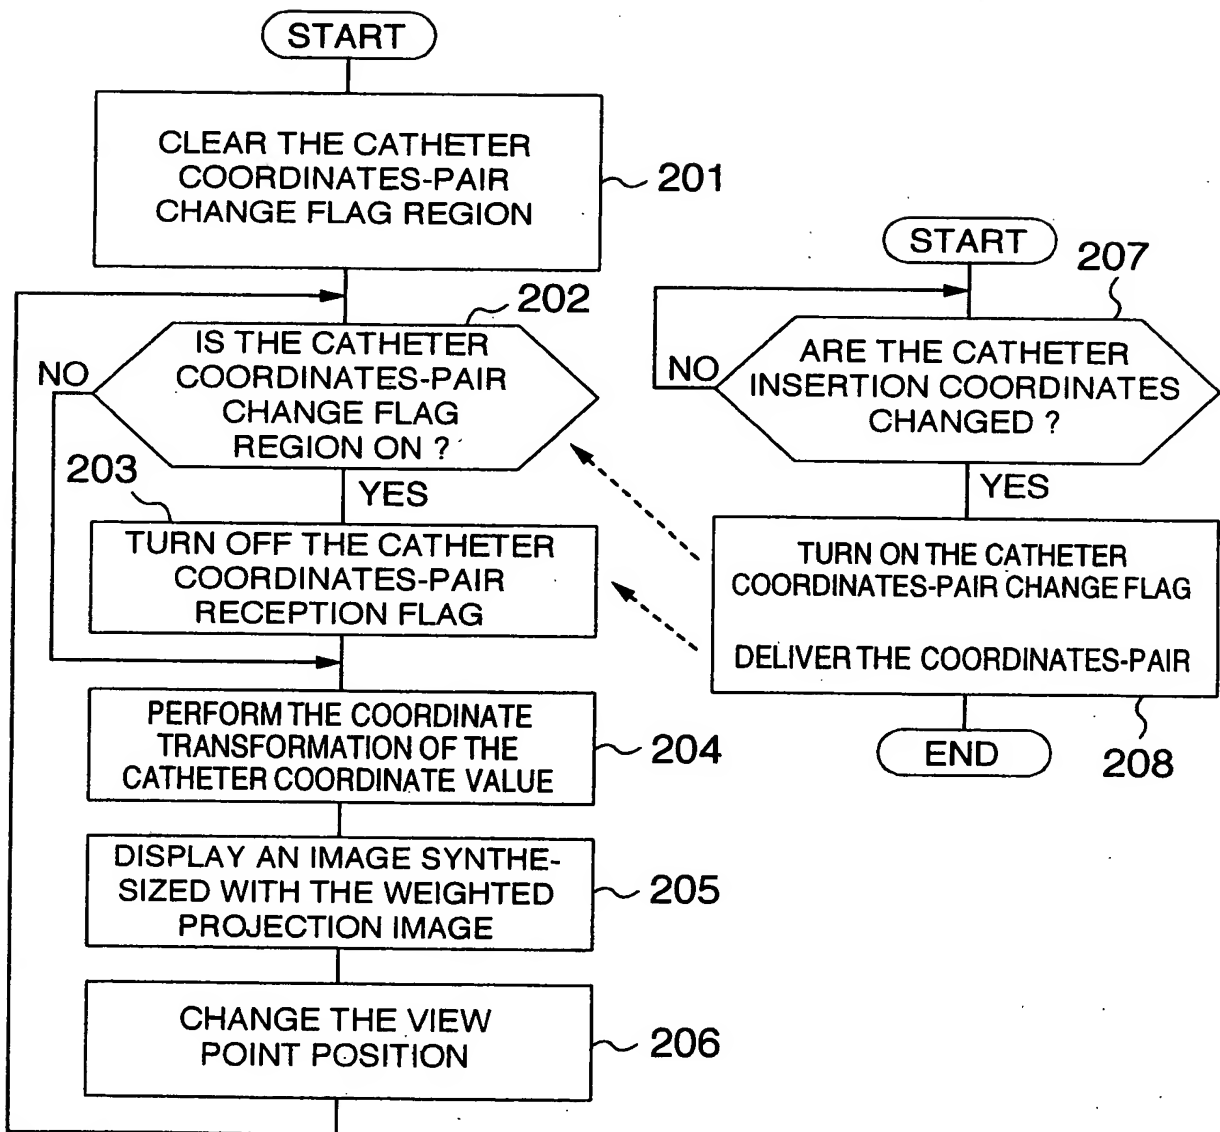 START
CLEAR THE CATHETER
COORDINATES-PAIR
CHANGE FLAG REGION
201
202
IS THE CATHETER
COORDINATES-PAIR
CHANGE FLAG
REGION ON ?
NO
YES
203
TURN OFF THE CATHETER
COORDINATES-PAIR
RECEPTION FLAG
PERFORM THE COORDINATE
TRANSFORMATION OF THE
CATHETER COORDINATE VALUE
204
DISPLAY AN IMAGE SYNTHE-
SIZED WITH THE WEIGHTED
PROJECTION IMAGE
205
CHANGE THE VIEW
POINT POSITION
206
START
207
ARE THE CATHETER
INSERTION COORDINATES
CHANGED ?
NO
YES
TURN ON THE CATHETER
COORDINATES-PAIR CHANGE FLAG
DELIVER THE COORDINATES-PAIR
208
END